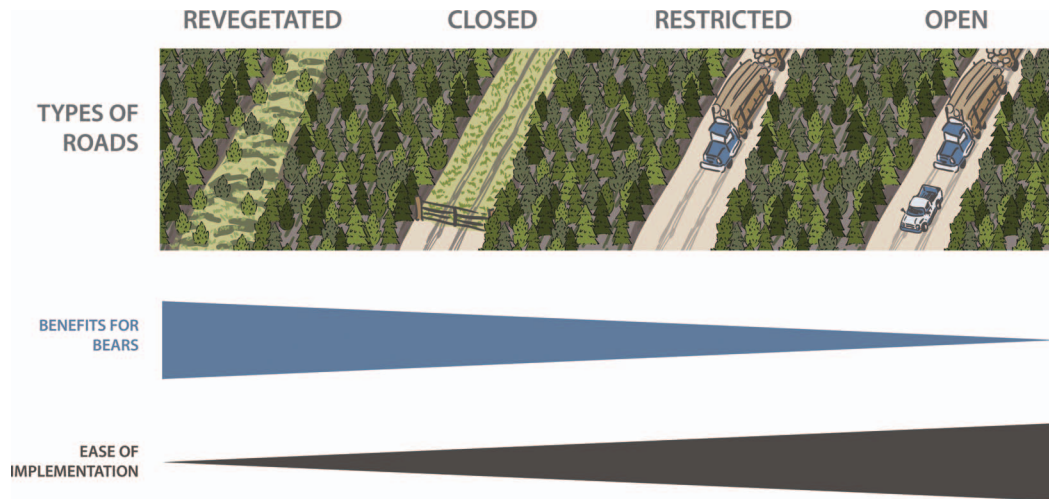 REVEGETATED CLOSED RESTRICTED OPEN
TYPES OF
ROADS
BENEFITS FOR
BEARS
EASE OF
IMPLEMENTATION